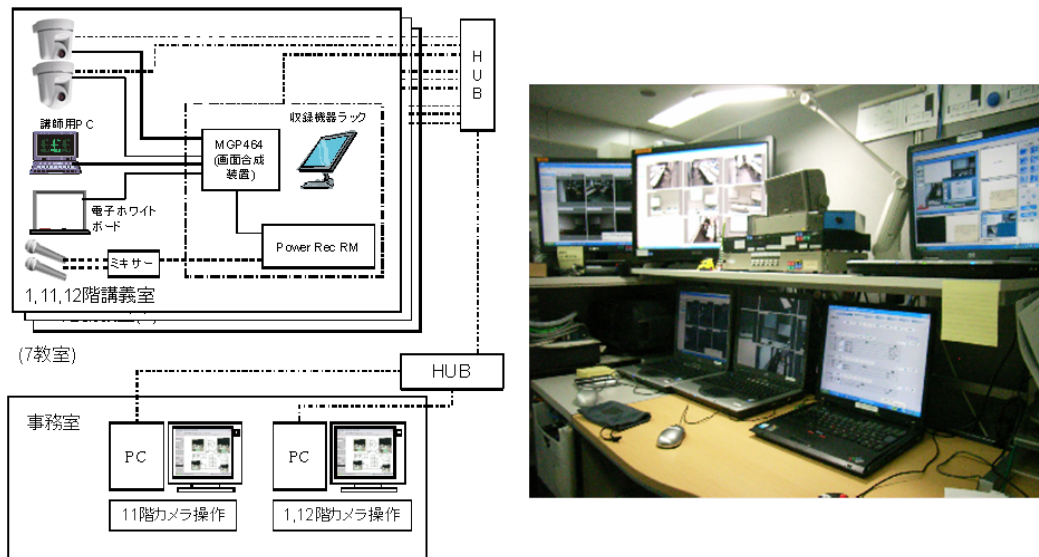 HUB
講師用PC
MGP464
(画面合成
装置)
収録機器ラック
電子ホワイト
ボード
Power Rec RM
ミキサー
1,11,12階講義室
(7教室)
HUB
事務室
PC
PC
11階カメラ操作
1,12階カメラ操作